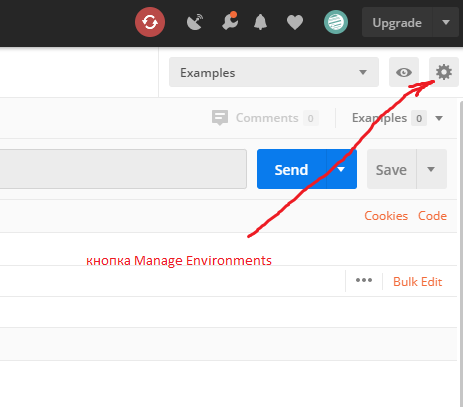 Upgrade
Examples
Comments 0
Examples 0
Send
Save
Cookies Code
кнопка Manage Environments
Bulk Edit